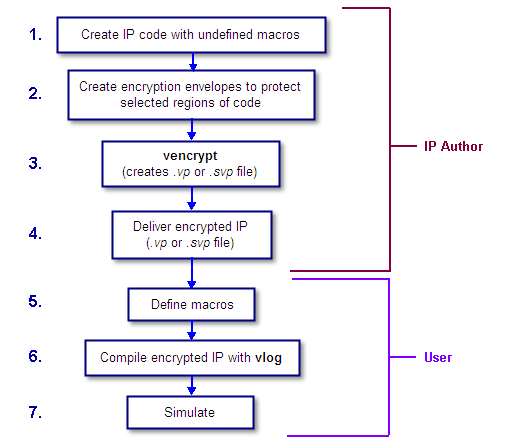 1.
Create IP code with undefined macros
2.
Create encryption envelopes to protect
selected regions of code
3.
vencrypt
(creates .vp or .svp file)
IP Author
4.
Deliver encrypted IP
(.vp or .svp file)
5.
Define macros
6.
Compile encrypted IP with vlog
User
7.
Simulate